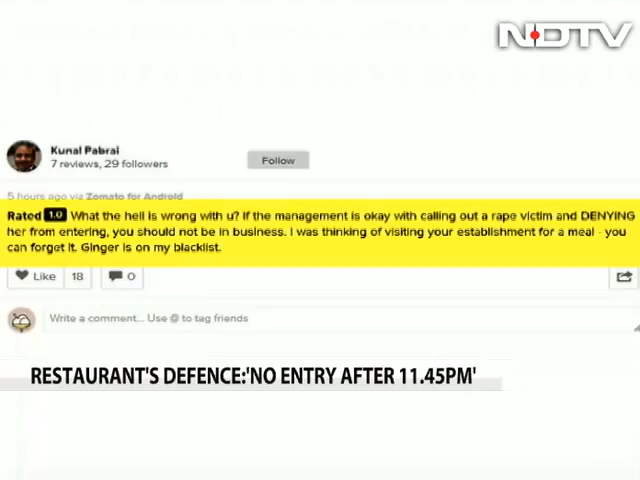 NDTV
Kunal Pabrai
7 reviews, 29 followers
Follow
5 hours ago via Zomato for Android
Rated 1.0 What the hell is wrong with u? If the management is okay with calling out a rape victim and DENYING
her from entering, you should not be in business. I was thinking of visiting your establishment for a meal - you
can forget it. Ginger is on my blacklist.
Like 18 0
Write a comment... Use @ to tag friends
RESTAURANT'S DEFENCE:'NO ENTRY AFTER 11.45PM'